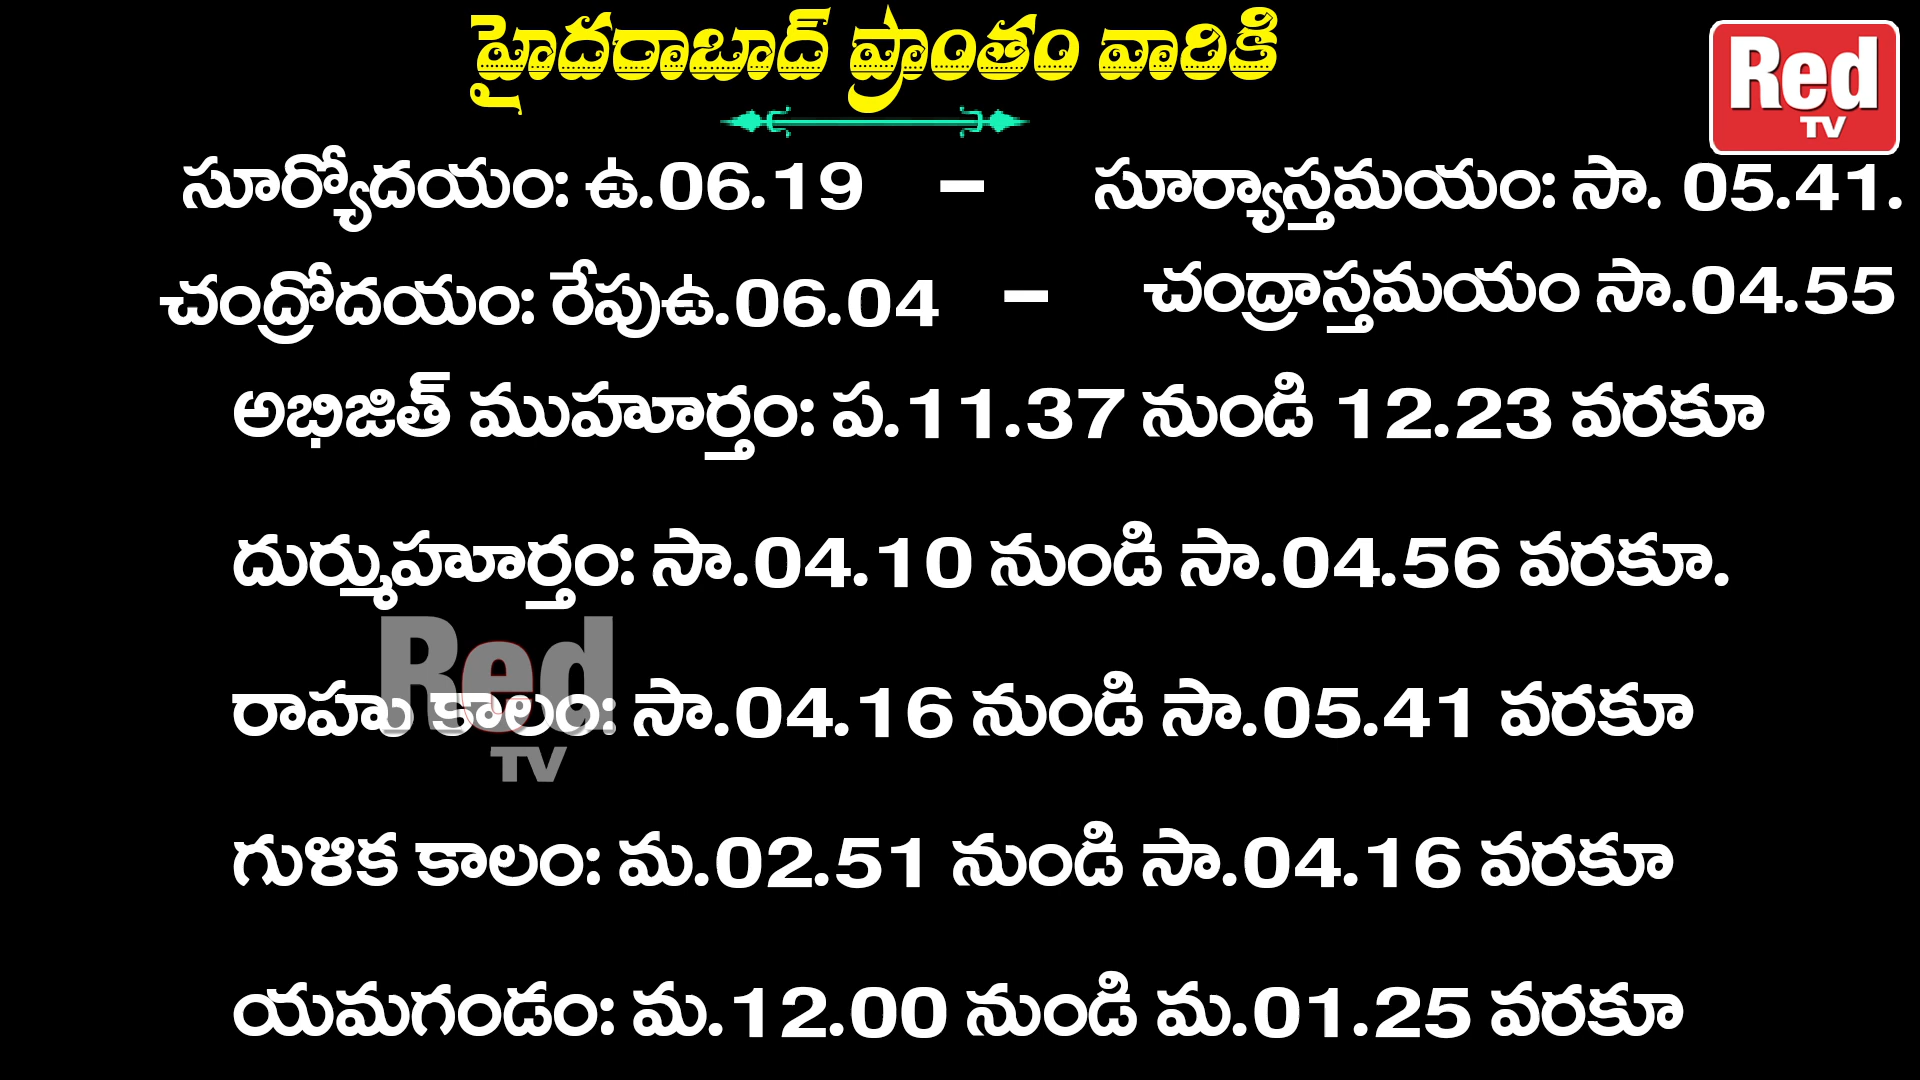 హైదరాబాద్ ప్రాంతం వారికి
Red
TV
సూర్యోదయం: ఉ.06.19 – సూర్యాస్తమయం: సా. 05.41.
చంద్రోదయం: రేపుఉ.06.04 – చంద్రాస్తమయం సా.04.55
అభిజిత్ ముహూర్తం: ప.11.37 నుండి 12.23 వరకూ
దుర్ముహూర్తం: సా.04.10 నుండి సా.04.56 వరకూ.
రాహు కాలం: సా.04.16 నుండి సా.05.41 వరకూ
Red
TV
గుళిక కాలం: మ.02.51 నుండి సా.04.16 వరకూ
యమగండం: మ.12.00 నుండి మ.01.25 వరకూ